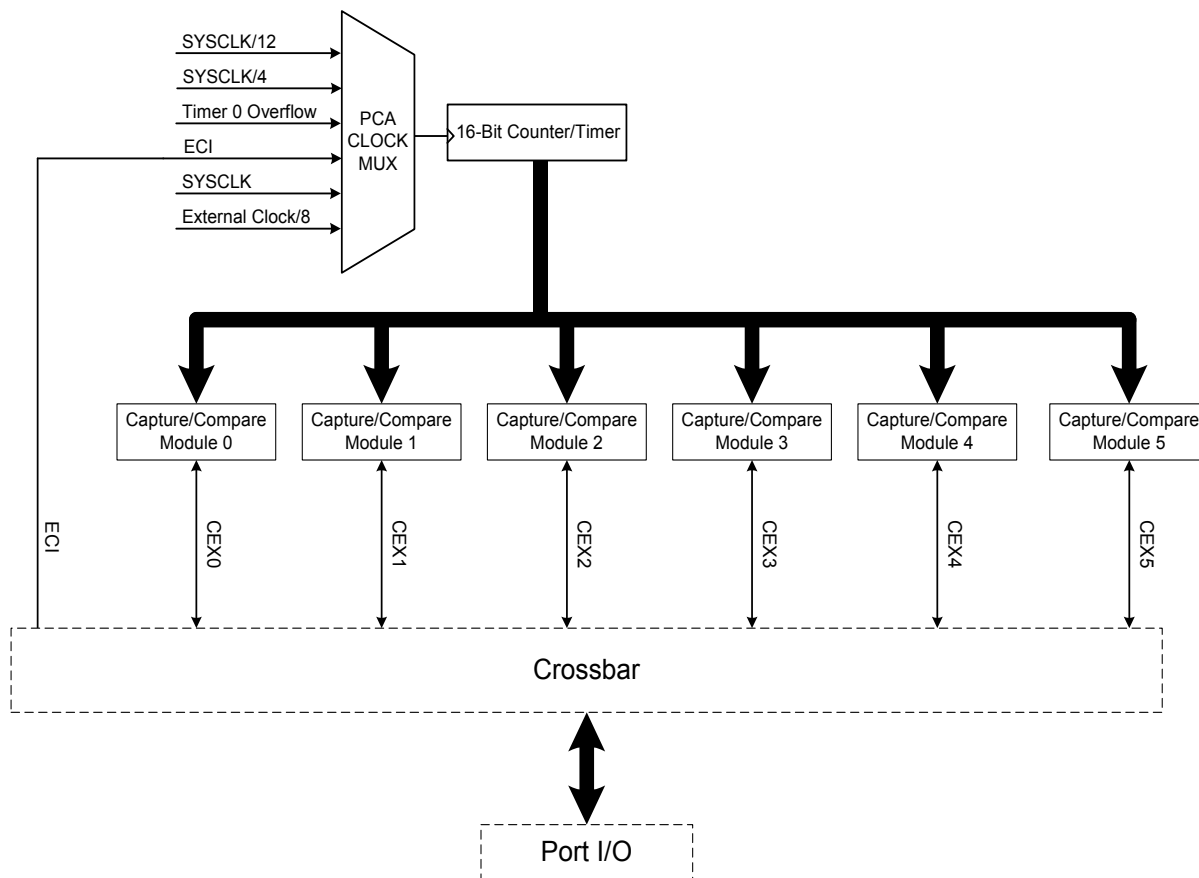 SYSCLK/12
SYSCLK/4
Timer 0 Overflow
ECI
SYSCLK
External Clock/8
PCA
CLOCK
MUX
16-Bit Counter/Timer
Capture/Compare
Module 0
Capture/Compare
Module 1
Capture/Compare
Module 2
Capture/Compare
Module 3
Capture/Compare
Module 4
Capture/Compare
Module 5
ECI
CEX0
CEX1
CEX2
CEX3
CEX4
CEX5
Crossbar
Port I/O